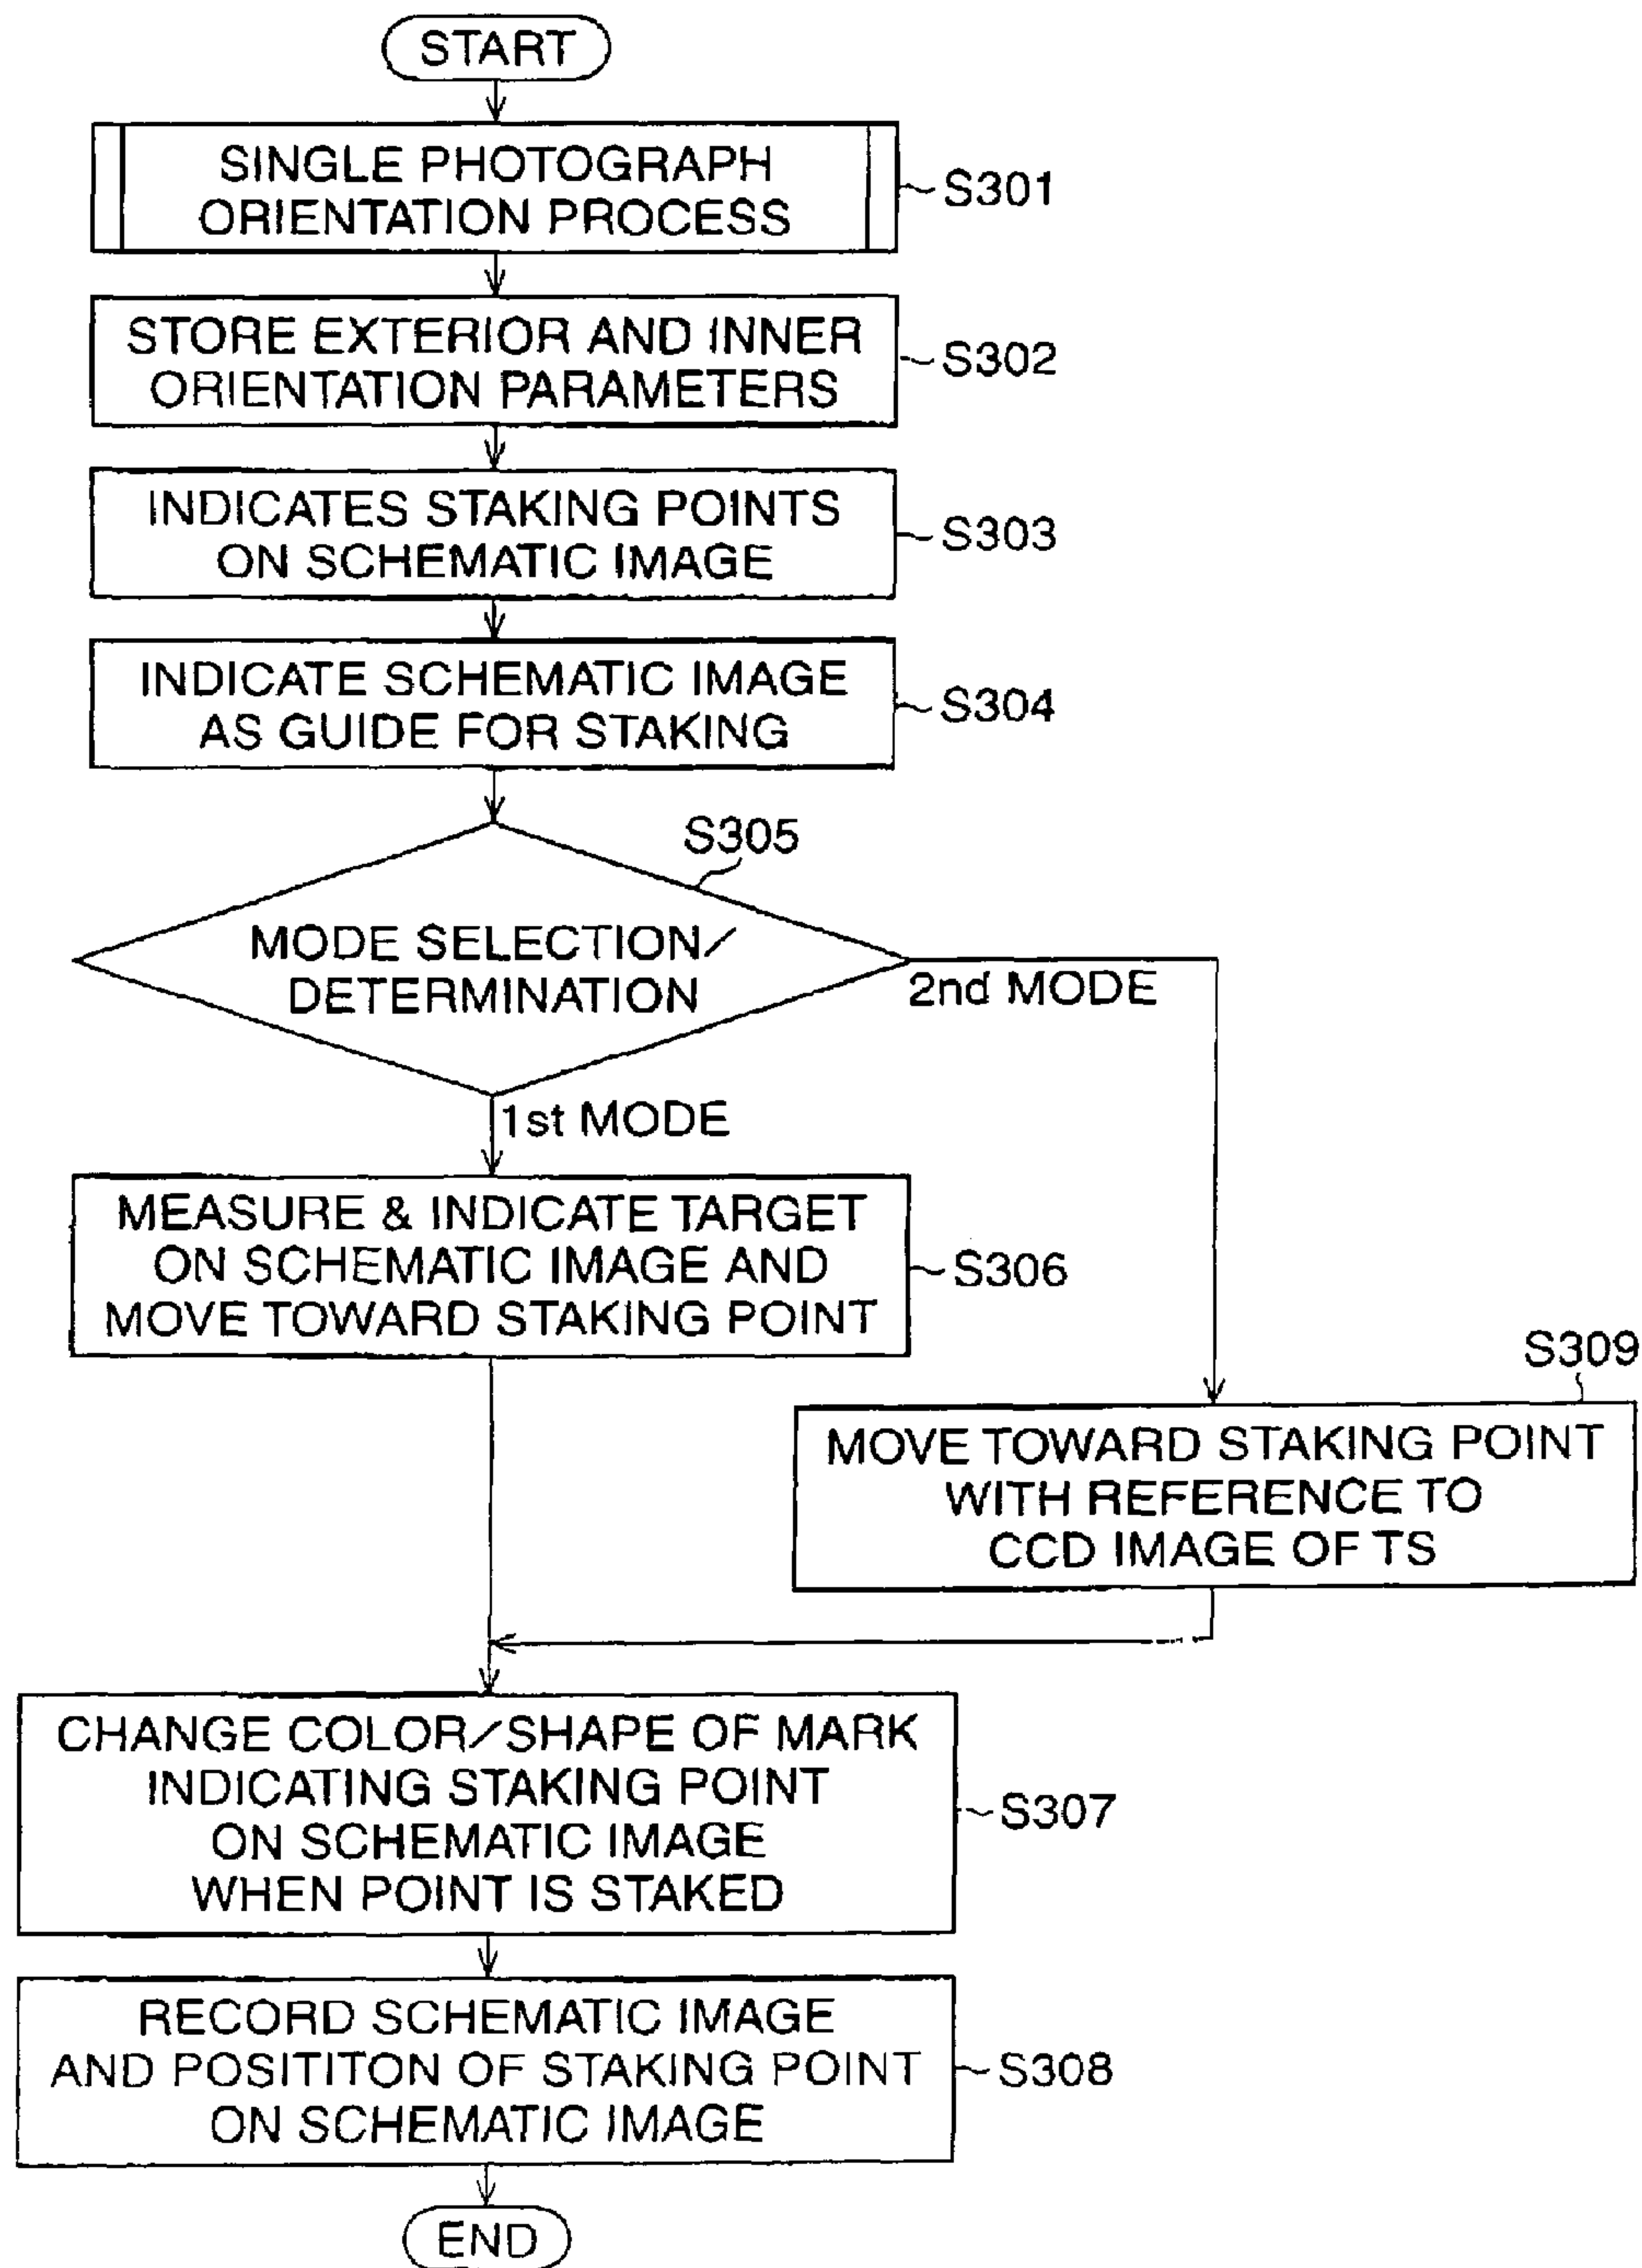 START
SINGLE PHOTOGRAPH
ORIENTATION PROCESS
S301
STORE EXTERIOR AND INNER
ORIENTATION PARAMETERS
S302
INDICATES STAKING POINTS
ON SCHEMATIC IMAGE
S303
INDICATE SCHEMATIC IMAGE
AS GUIDE FOR STAKING
S304
S305
MODE SELECTION/
DETERMINATION
2nd MODE
1st MODE
MEASURE & INDICATE TARGET
ON SCHEMATIC IMAGE AND
MOVE TOWARD STAKING POINT
S306
S309
MOVE TOWARD STAKING POINT
WITH REFERENCE TO
CCD IMAGE OF TS
CHANGE COLOR/SHAPE OF MARK
INDICATING STAKING POINT
ON SCHEMATIC IMAGE
WHEN POINT IS STAKED
S307
RECORD SCHEMATIC IMAGE
AND POSITITON OF STAKING POINT
ON SCHEMATIC IMAGE
S308
END